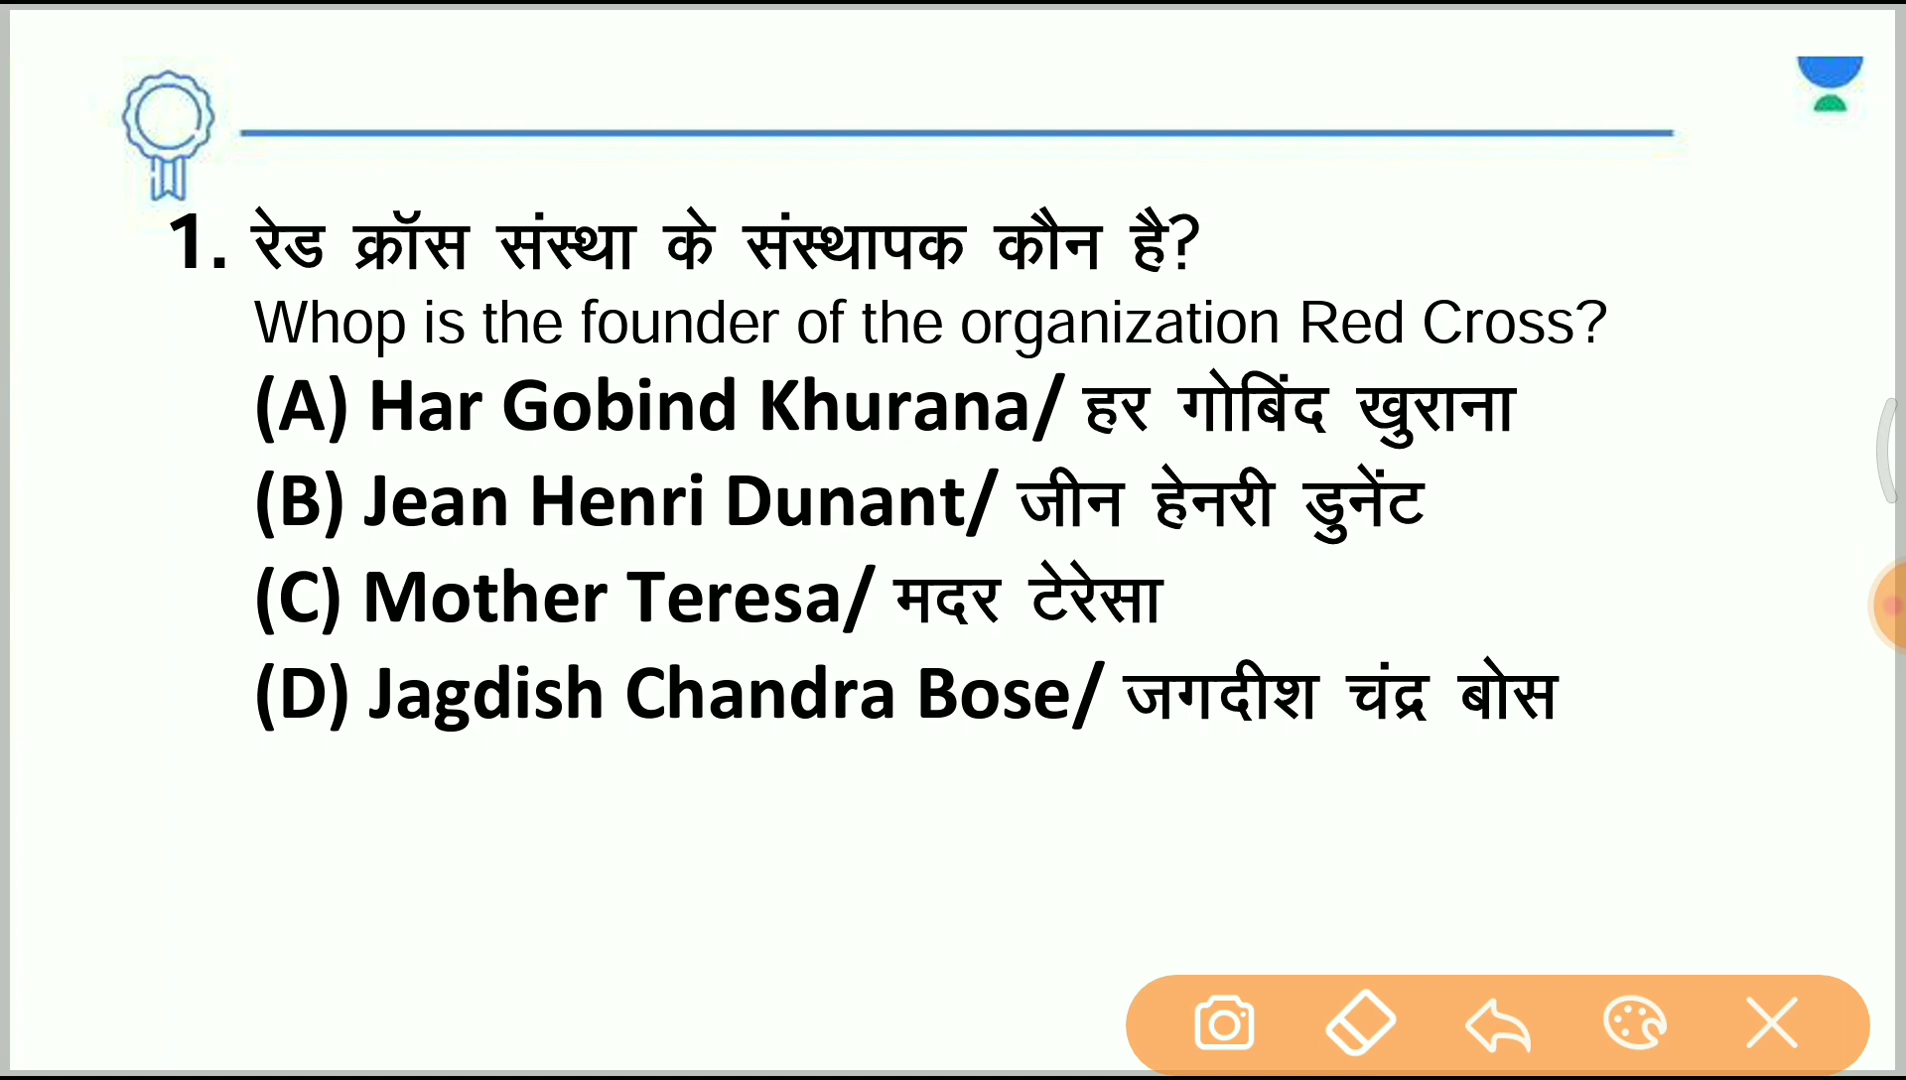 1. रेड क्रॉस संस्था के संस्थापक कौन है?
Whop is the founder of the organization Red Cross?
(A) Har Gobind Khurana/ हर गोबिंद खुराना
(B) Jean Henri Dunant/ जीन हेनरी डुनेंट
(C) Mother Teresa/ मदर टेरेसा
(D) Jagdish Chandra Bose/ जगदीश चंद्र बोस